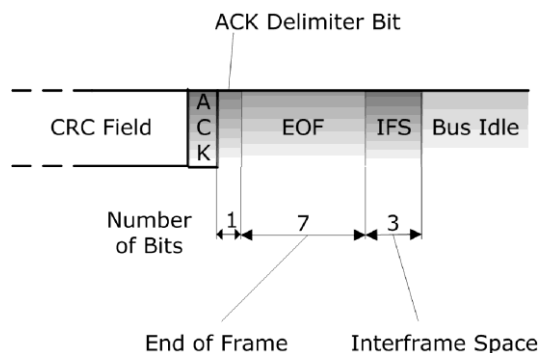 ACK Delimiter Bit
CRC Field
A
C
K
EOF
IFS
Bus Idle
Number
of Bits
1
7
3
End of Frame
Interframe Space